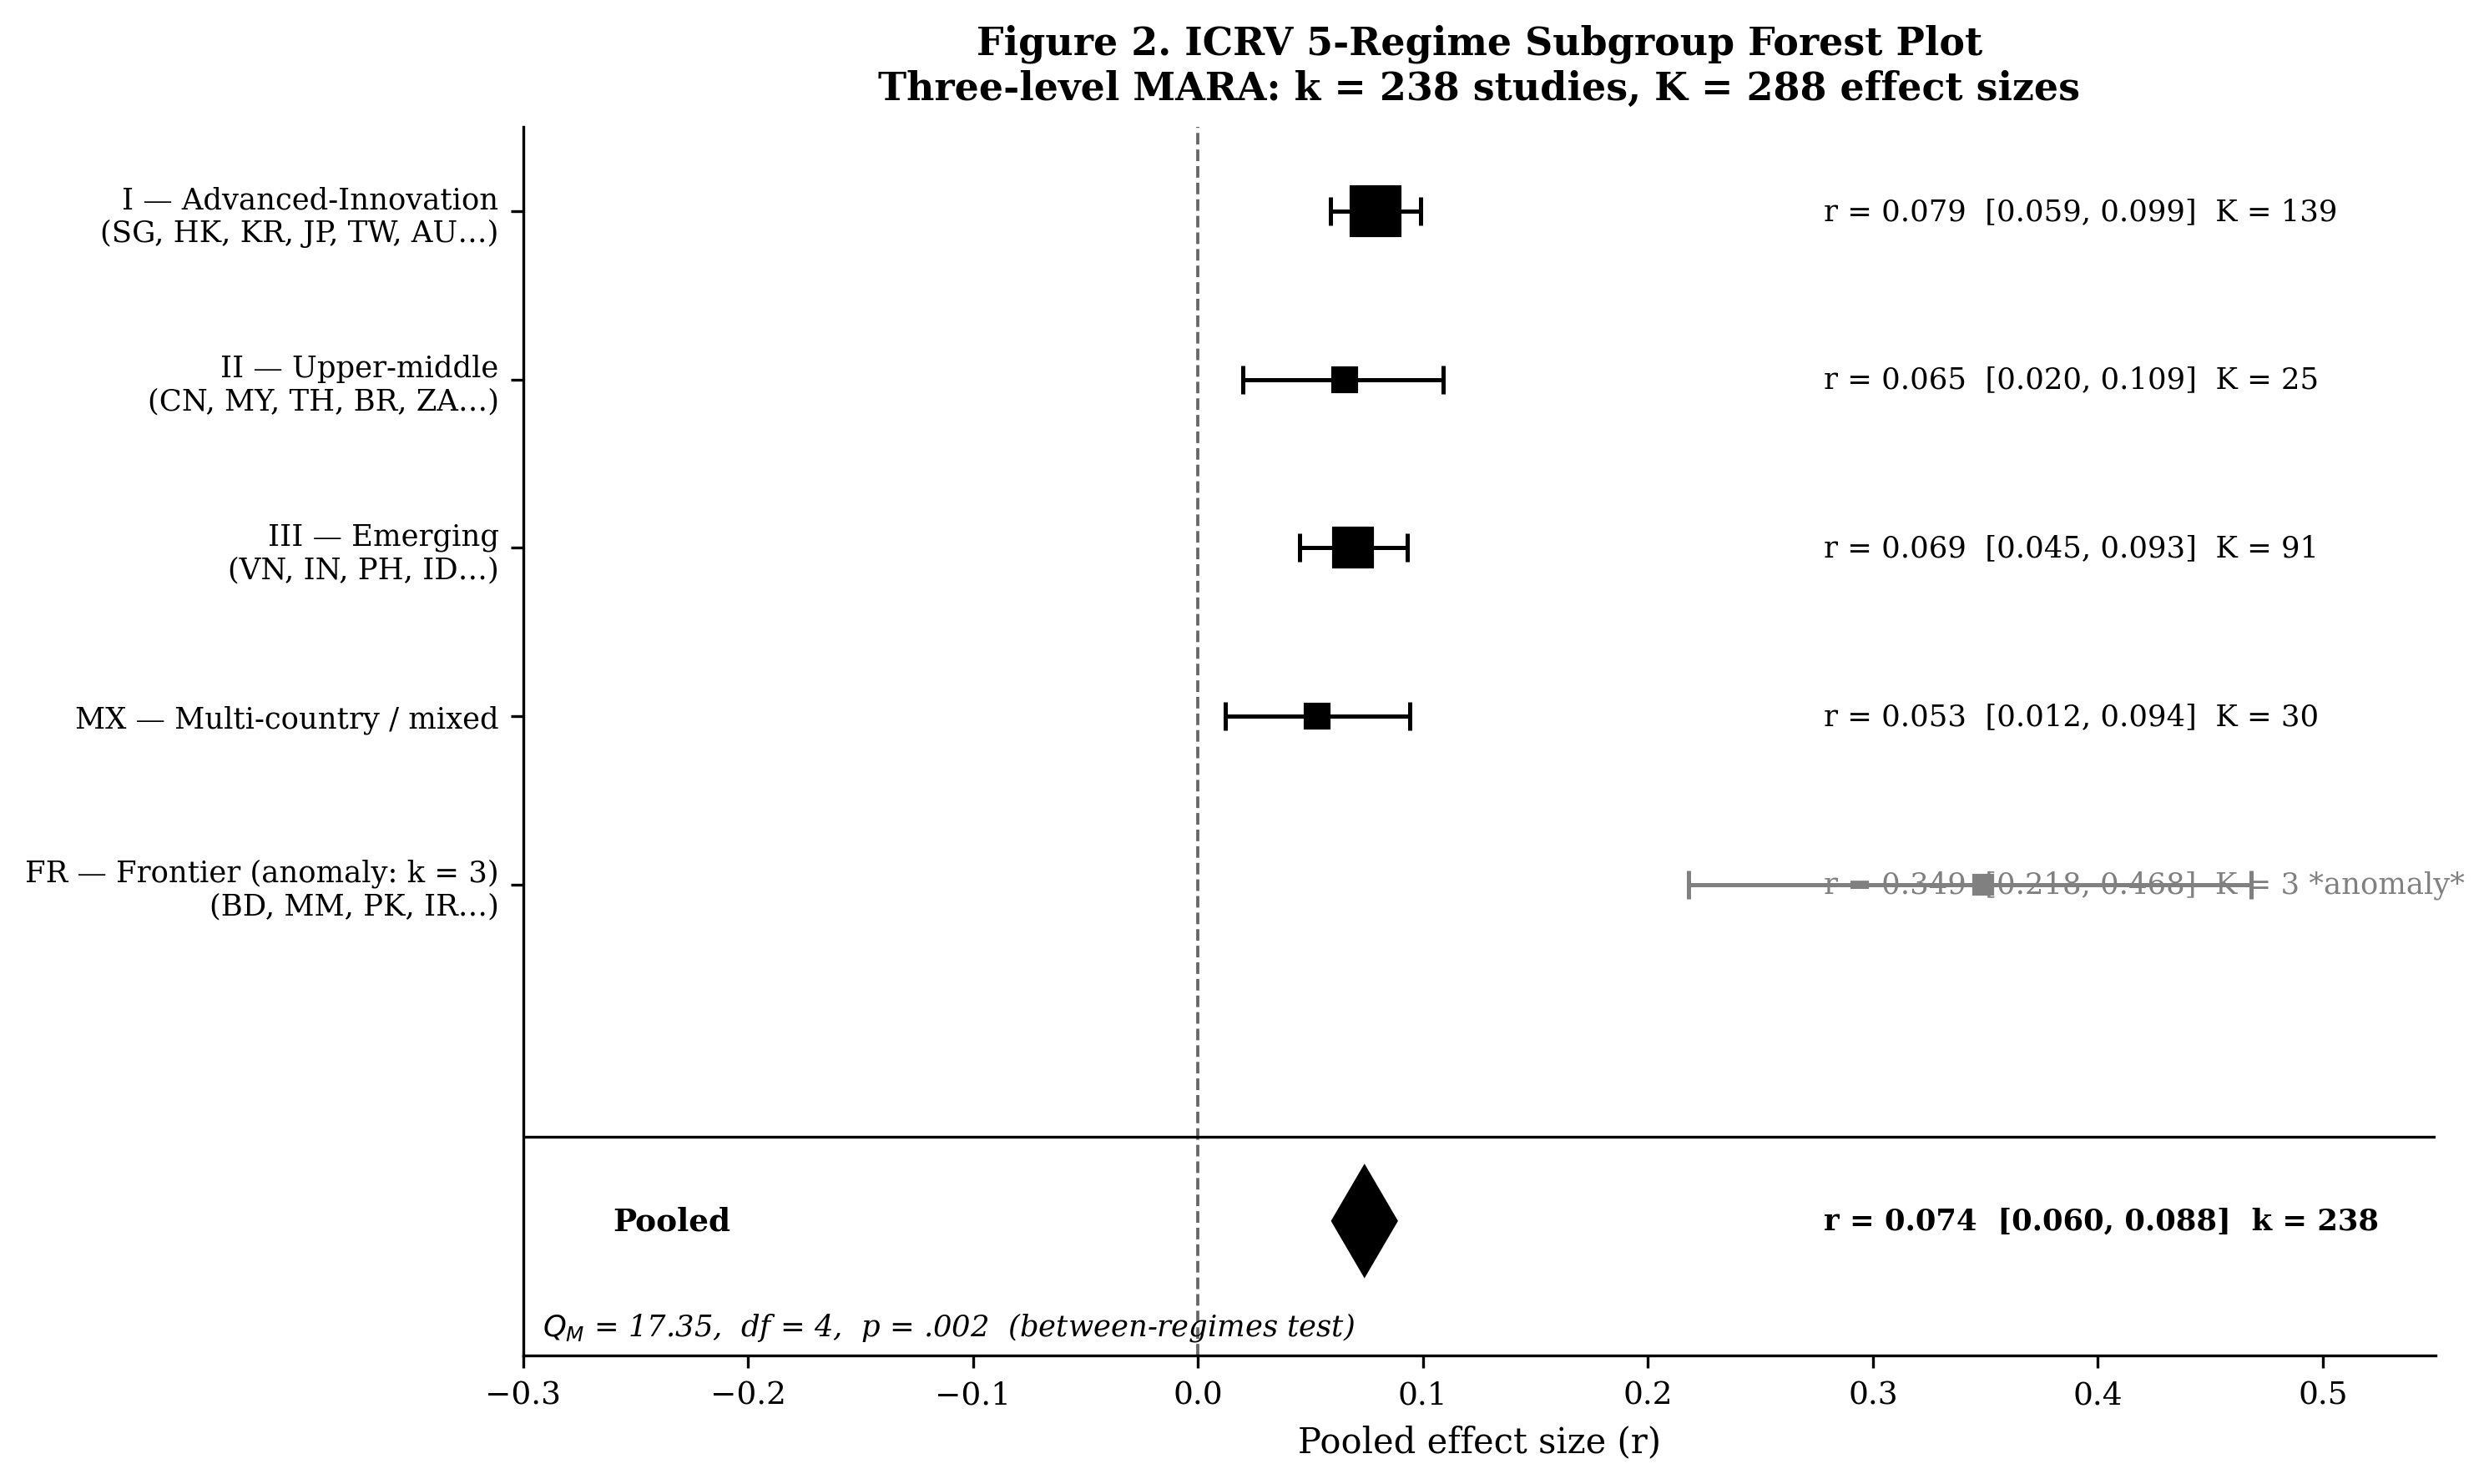 Figure 2. ICRV 5-Regime Subgroup Forest Plot
Three-level MARA: k = 238 studies, K = 288 effect sizes
I — Advanced-Innovation
(SG, HK, KR, JP, TW, AU...)
r = 0.079 [0.059, 0.099] K = 139
II — Upper-middle
(CN, MY, TH, BR, ZA...)
r = 0.065 [0.020, 0.109] K = 25
III — Emerging
(VN, IN, PH, ID...)
r = 0.069 [0.045, 0.093] K = 91
MX — Multi-country / mixed
r = 0.053 [0.012, 0.094] K = 30
FR — Frontier (anomaly: k = 3)
(BD, MM, PK, IR...)
r = 0.349 [0.218, 0.468] K = 3 *anomaly*
Pooled
r = 0.074 [0.060, 0.088] k = 238
Q_M = 17.35, df = 4, p = .002 (between-regimes test)
−0.3 −0.2 −0.1 0.0 0.1 0.2 0.3 0.4 0.5
Pooled effect size (r)